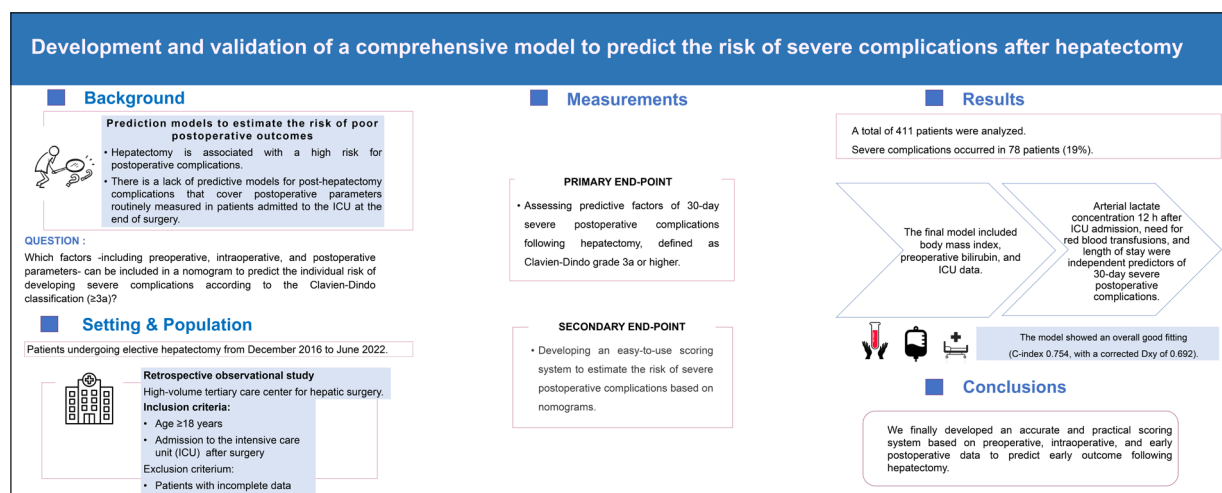 Development and validation of a comprehensive model to predict the risk of severe complications after hepatectomy
Background
Prediction models to estimate the risk of poor
postoperative outcomes
• Hepatectomy is associated with a high risk for
postoperative complications.
• There is a lack of predictive models for post-hepatectomy
complications that cover postoperative parameters
routinely measured in patients admitted to the ICU at the
end of surgery.
QUESTION :
Which factors -including preoperative, intraoperative, and postoperative
parameters- can be included in a nomogram to predict the individual risk of
developing severe complications according to the Clavien-Dindo
classification (≥3a)?
Setting & Population
Patients undergoing elective hepatectomy from December 2016 to June 2022.
Retrospective observational study
High-volume tertiary care center for hepatic surgery.
Inclusion criteria:
• Age ≥18 years
• Admission to the intensive care
unit (ICU) after surgery
Exclusion criterium:
• Patients with incomplete data
Measurements
PRIMARY END-POINT
• Assessing predictive factors of 30-day
severe postoperative complications
following hepatectomy, defined as
Clavien-Dindo grade 3a or higher.
SECONDARY END-POINT
• Developing an easy-to-use scoring
system to estimate the risk of severe
postoperative complications based on
nomograms.
Results
A total of 411 patients were analyzed.
Severe complications occurred in 78 patients (19%).
The final model included
body mass index,
preoperative bilirubin, and
ICU data.
Arterial lactate
concentration 12 h after
ICU admission, need for
red blood transfusions, and
length of stay were
independent predictors of
30-day severe
postoperative
complications.
The model showed an overall good fitting
(C-index 0.754, with a corrected Dxy of 0.692).
Conclusions
We finally developed an accurate and practical scoring
system based on preoperative, intraoperative, and early
postoperative data to predict early outcome following
hepatectomy.